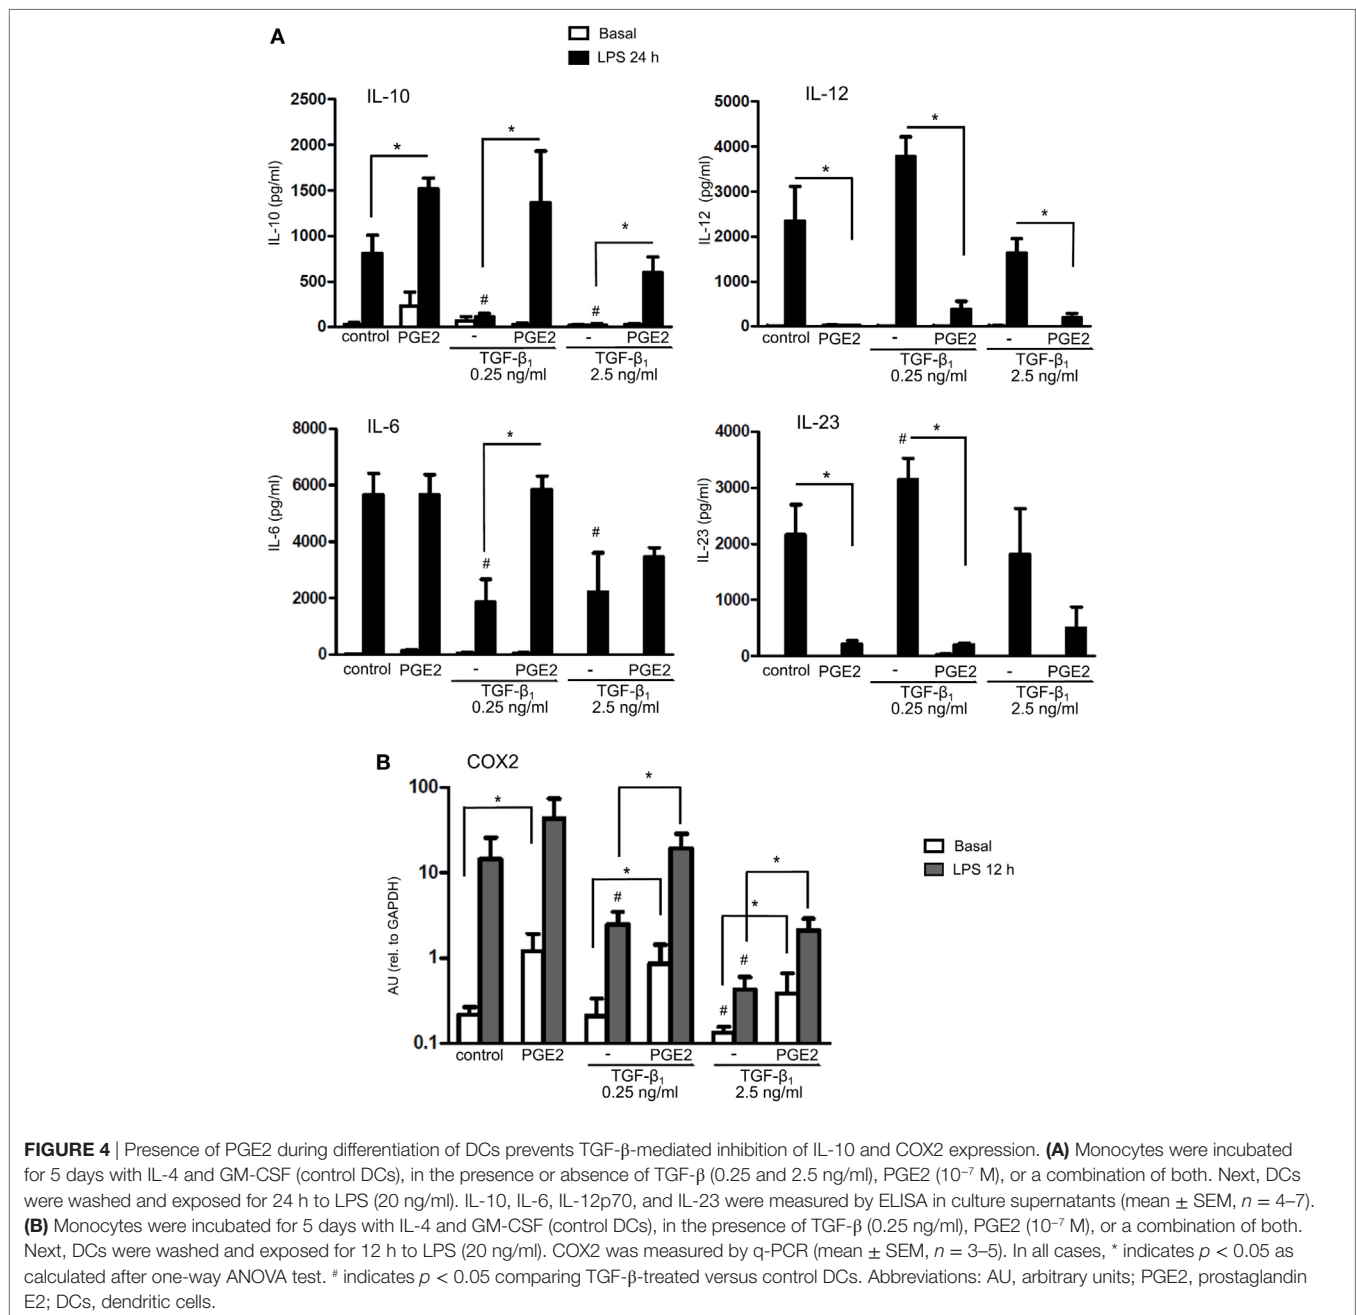 A
Basal
LPS 24 h
IL-10
IL-10 (pg/ml)
2500
2000
1500
1000
500
0
*
*
*
#
#
control PGE2 - PGE2 - PGE2
TGF-β₁ TGF-β₁
0.25 ng/ml 2.5 ng/ml
IL-12
IL-12 (pg/ml)
5000
4000
3000
2000
1000
0
*
*
*
control PGE2 - PGE2 - PGE2
TGF-β₁ TGF-β₁
0.25 ng/ml 2.5 ng/ml
IL-6
IL-6 (pg/ml)
8000
6000
4000
2000
0
*
#
#
control PGE2 - PGE2 - PGE2
TGF-β₁ TGF-β₁
0.25 ng/ml 2.5 ng/ml
IL-23
IL-23 (pg/ml)
4000
3000
2000
1000
0
*
#
*
control PGE2 - PGE2 - PGE2
TGF-β₁ TGF-β₁
0.25 ng/ml 2.5 ng/ml
B
COX2
AU (rel. to GAPDH)
100
10
1
0.1
*
*
*
#
*
*
#
#
control PGE2 - PGE2 - PGE2
TGF-β₁ TGF-β₁
0.25 ng/ml 2.5 ng/ml
Basal
LPS 12 h
FIGURE 4 | Presence of PGE2 during differentiation of DCs prevents TGF-β-mediated inhibition of IL-10 and COX2 expression. (A) Monocytes were incubated
for 5 days with IL-4 and GM-CSF (control DCs), in the presence or absence of TGF-β (0.25 and 2.5 ng/ml), PGE2 (10⁻⁷ M), or a combination of both. Next, DCs
were washed and exposed for 24 h to LPS (20 ng/ml). IL-10, IL-6, IL-12p70, and IL-23 were measured by ELISA in culture supernatants (mean ± SEM, n = 4–7).
(B) Monocytes were incubated for 5 days with IL-4 and GM-CSF (control DCs), in the presence of TGF-β (0.25 ng/ml), PGE2 (10⁻⁷ M), or a combination of both.
Next, DCs were washed and exposed for 12 h to LPS (20 ng/ml). COX2 was measured by q-PCR (mean ± SEM, n = 3–5). In all cases, * indicates p < 0.05 as
calculated after one-way ANOVA test. # indicates p < 0.05 comparing TGF-β-treated versus control DCs. Abbreviations: AU, arbitrary units; PGE2, prostaglandin
E2; DCs, dendritic cells.